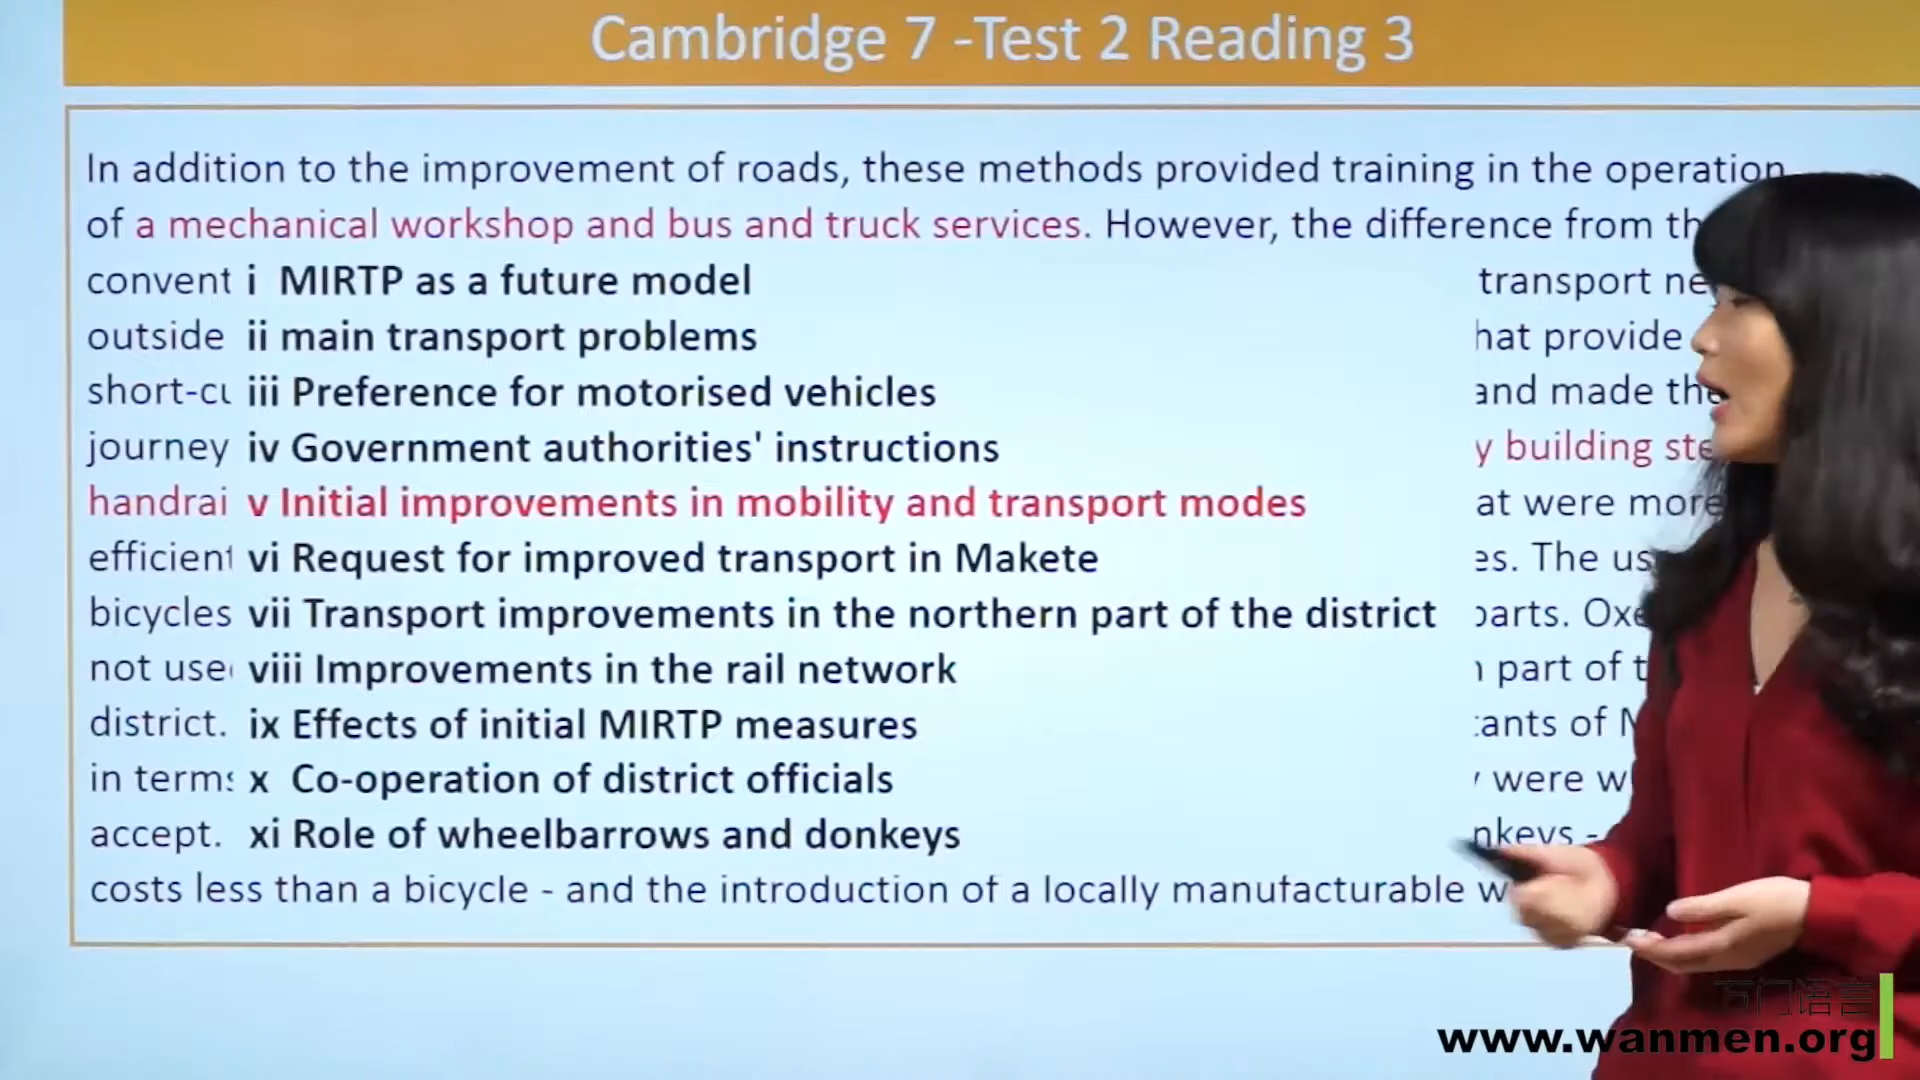 Cambridge 7 -Test 2 Reading 3
In addition to the improvement of roads, these methods provided training in the operation
of a mechanical workshop and bus and truck services. However, the difference from th
convent i MIRTP as a future model transport ne
outside ii main transport problems hat provide
short-cu iii Preference for motorised vehicles and made the
journey iv Government authorities' instructions y building ste
handrai v Initial improvements in mobility and transport modes at were more
efficient vi Request for improved transport in Makete es. The us
bicycles vii Transport improvements in the northern part of the district parts. Oxe
not use viii Improvements in the rail network n part of t
district. ix Effects of initial MIRTP measures tants of M
in terms x Co-operation of district officials y were w
accept. xi Role of wheelbarrows and donkeys nkeys -
costs less than a bicycle - and the introduction of a locally manufacturable w
万门语言
www.wanmen.org